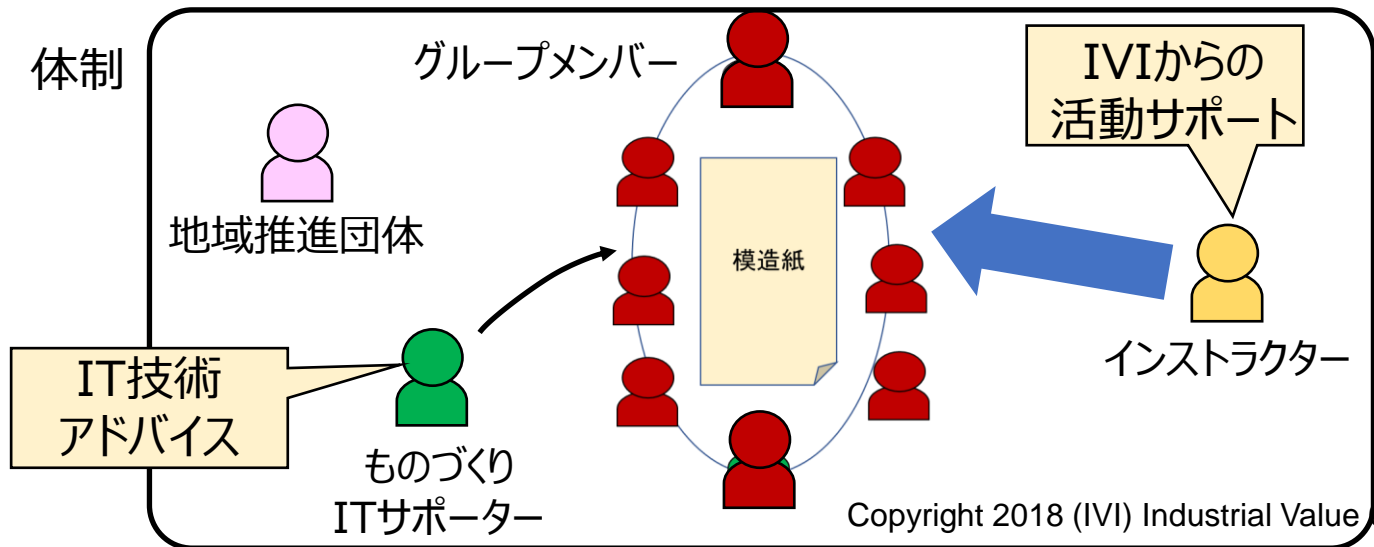 体制
グループメンバー
IVIからの
活動サポート
地域推進団体
模造紙
インストラクター
IT技術
アドバイス
ものづくり
ITサポーター
Copyright 2018 (IVI) Industrial Value